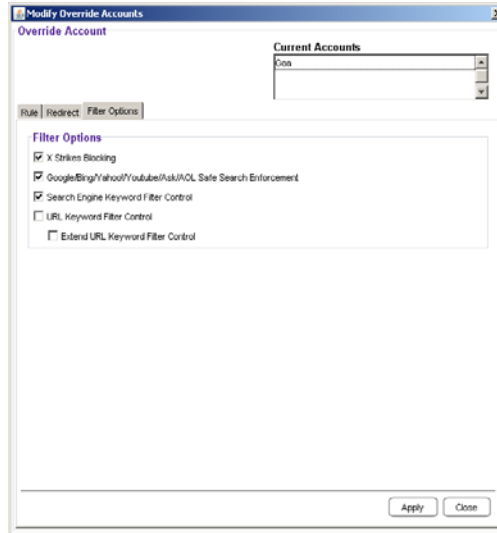 Modify Override Accounts
Override Account
Current Accounts
Rule Redirect Filter Options
Filter Options
X Strikes Blocking
Google/Bing/Yahoo!/Youtube/Ask/AOL Safe Search Enforcement
Search Engine Keyword Filter Control
URL Keyword Filter Control
Extend URL Keyword Filter Control
Apply Close